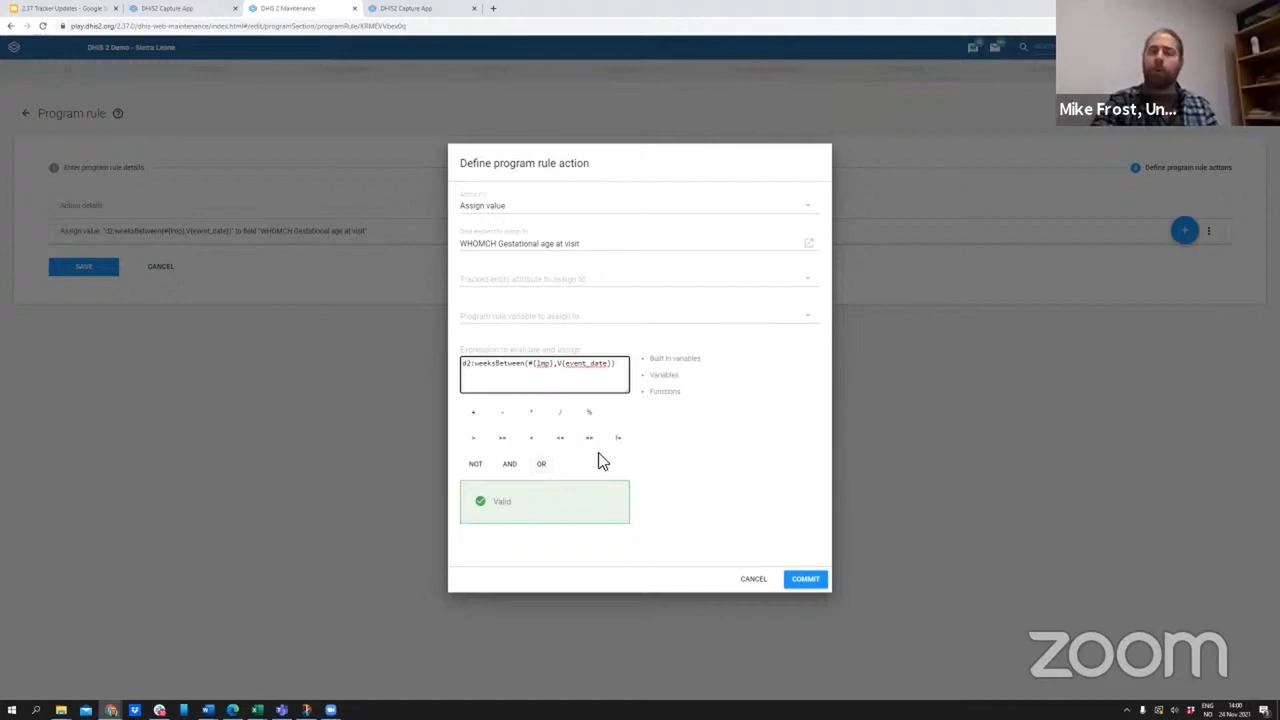 2.37 Tracker Updates - Google S
DHIS2 Capture App
DHIS 2 Maintenance
DHIS2 Capture App
play.dhis2.org/2.37.0/dhis-web-maintenance/index.html#/edit/programSection/programRule/KRMEVVbev0q
DHIS 2 Demo - Sierra Leone
Mike Frost, Un...
Program rule
Define program rule action
Enter program rule details
Define program rule actions
Action details
Assign value
Assign value: "d2:weeksBetween(#{lmp},V{event_date})" to field "WHOMCH Gestational age at visit"
Data element to assign to
WHOMCH Gestational age at visit
SAVE
CANCEL
Tracked entity attribute to assign to
Program rule variable to assign to
Expression to evaluate and assign
d2:weeksBetween(#{lmp},V{event_date})
Built in variables
Variables
Functions
+ - * / %
> >= < <= == !=
NOT AND OR
Valid
CANCEL
COMMIT
zoom
ENG
NO
14:00
24 Nov 2021